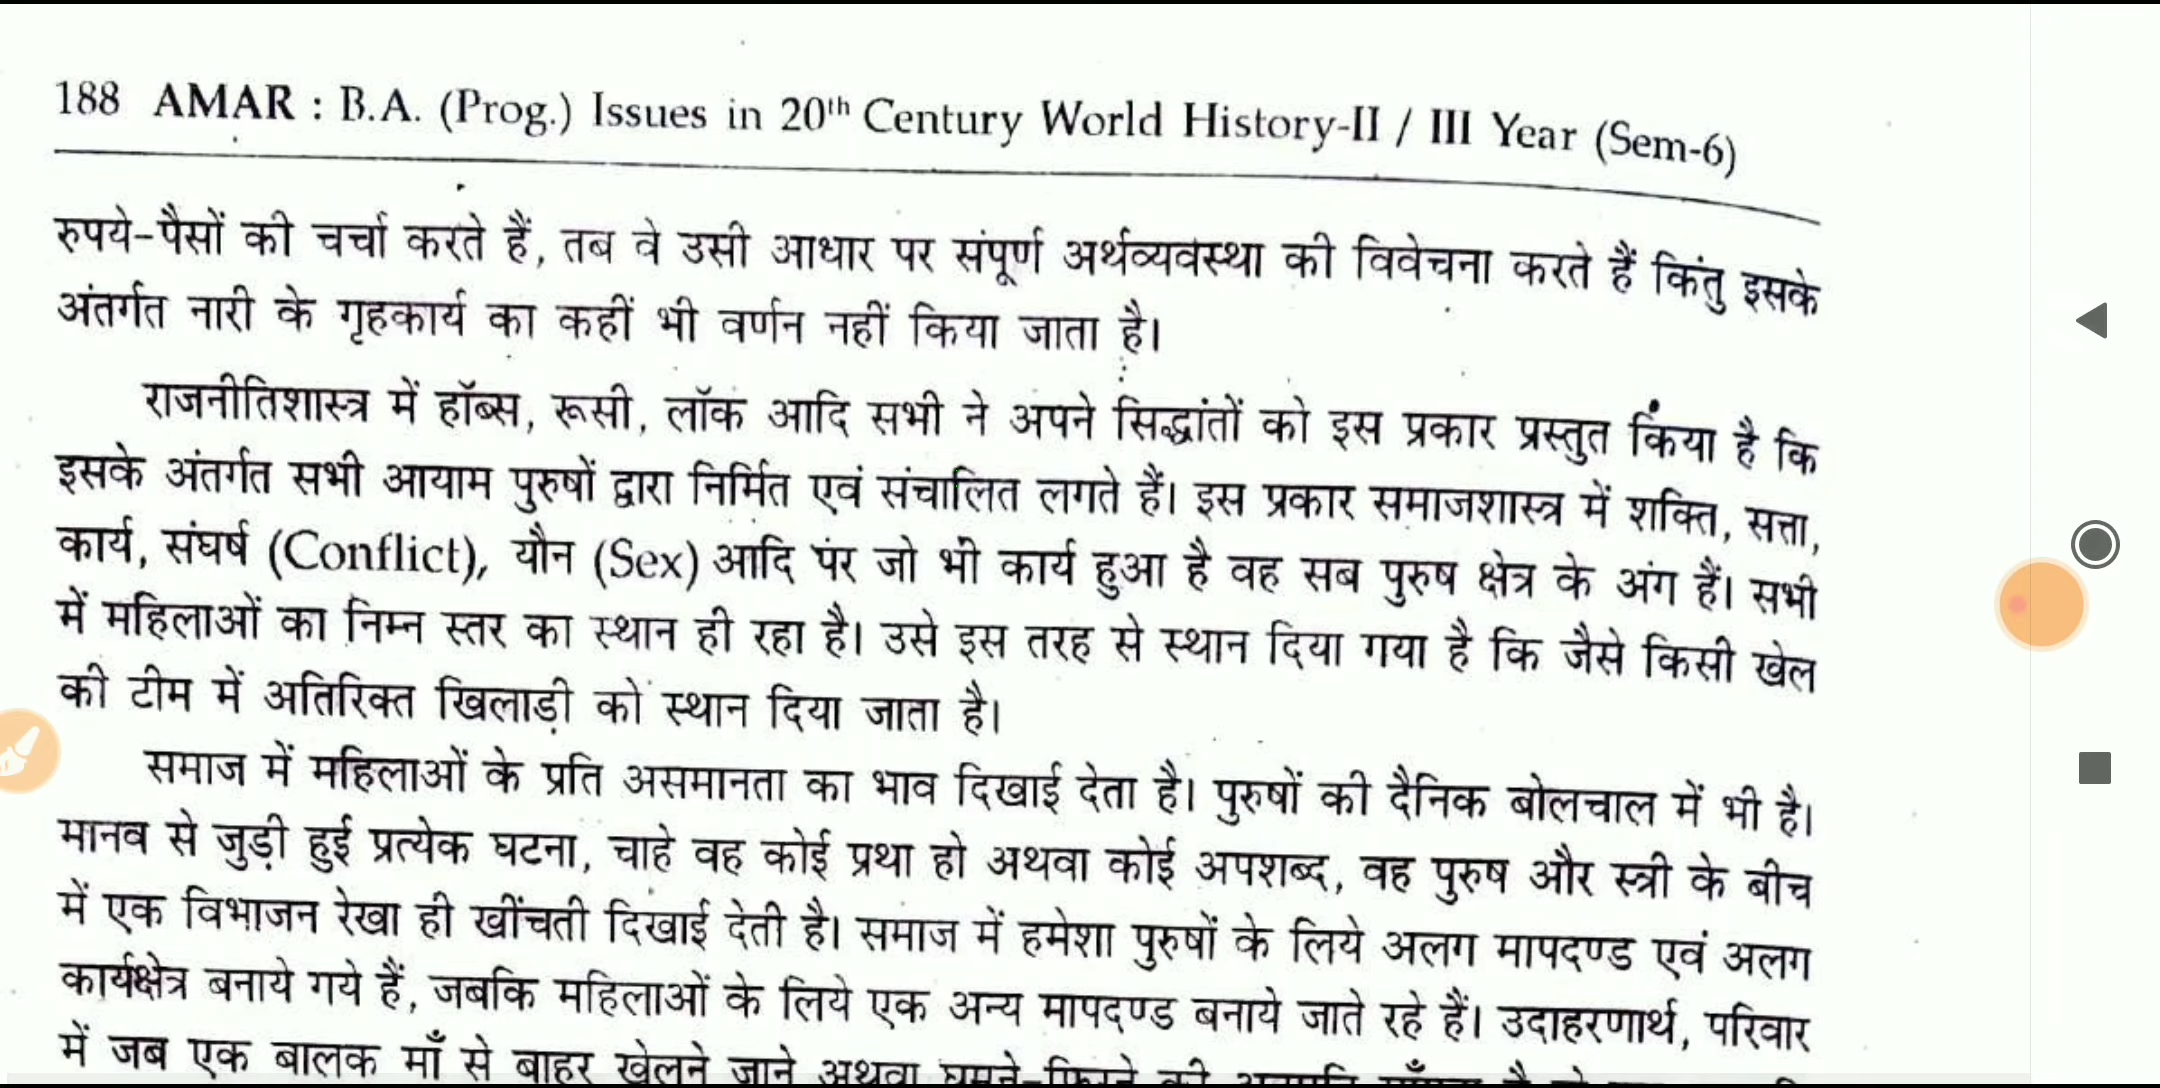 188 AMAR : B.A. (Prog.) Issues in 20th Century World History-II / III Year (Sem-6)
रुपये-पैसों की चर्चा करते हैं, तब वे उसी आधार पर संपूर्ण अर्थव्यवस्था की विवेचना करते हैं किंतु इसके
अंतर्गत नारी के गृहकार्य का कहीं भी वर्णन नहीं किया जाता है।
राजनीतिशास्त्र में हॉब्स, रूसी, लॉक आदि सभी ने अपने सिद्धांतों को इस प्रकार प्रस्तुत किया है कि
इसके अंतर्गत सभी आयाम पुरुषों द्वारा निर्मित एवं संचालित लगते हैं। इस प्रकार समाजशास्त्र में शक्ति, सत्ता,
कार्य, संघर्ष (Conflict), यौन (Sex) आदि पर जो भी कार्य हुआ है वह सब पुरुष क्षेत्र के अंग हैं। सभी
में महिलाओं का निम्न स्तर का स्थान ही रहा है। उसे इस तरह से स्थान दिया गया है कि जैसे किसी खेल
की टीम में अतिरिक्त खिलाड़ी को स्थान दिया जाता है।
समाज में महिलाओं के प्रति असमानता का भाव दिखाई देता है। पुरुषों की दैनिक बोलचाल में भी है।
मानव से जुड़ी हुई प्रत्येक घटना, चाहे वह कोई प्रथा हो अथवा कोई अपशब्द, वह पुरुष और स्त्री के बीच
में एक विभाजन रेखा ही खींचती दिखाई देती है। समाज में हमेशा पुरुषों के लिये अलग मापदण्ड एवं अलग
कार्यक्षेत्र बनाये गये हैं, जबकि महिलाओं के लिये एक अन्य मापदण्ड बनाये जाते रहे हैं। उदाहरणार्थ, परिवार
में जब एक बालक माँ से बाहर खेलने जाने अथवा घूमने-फिरने की